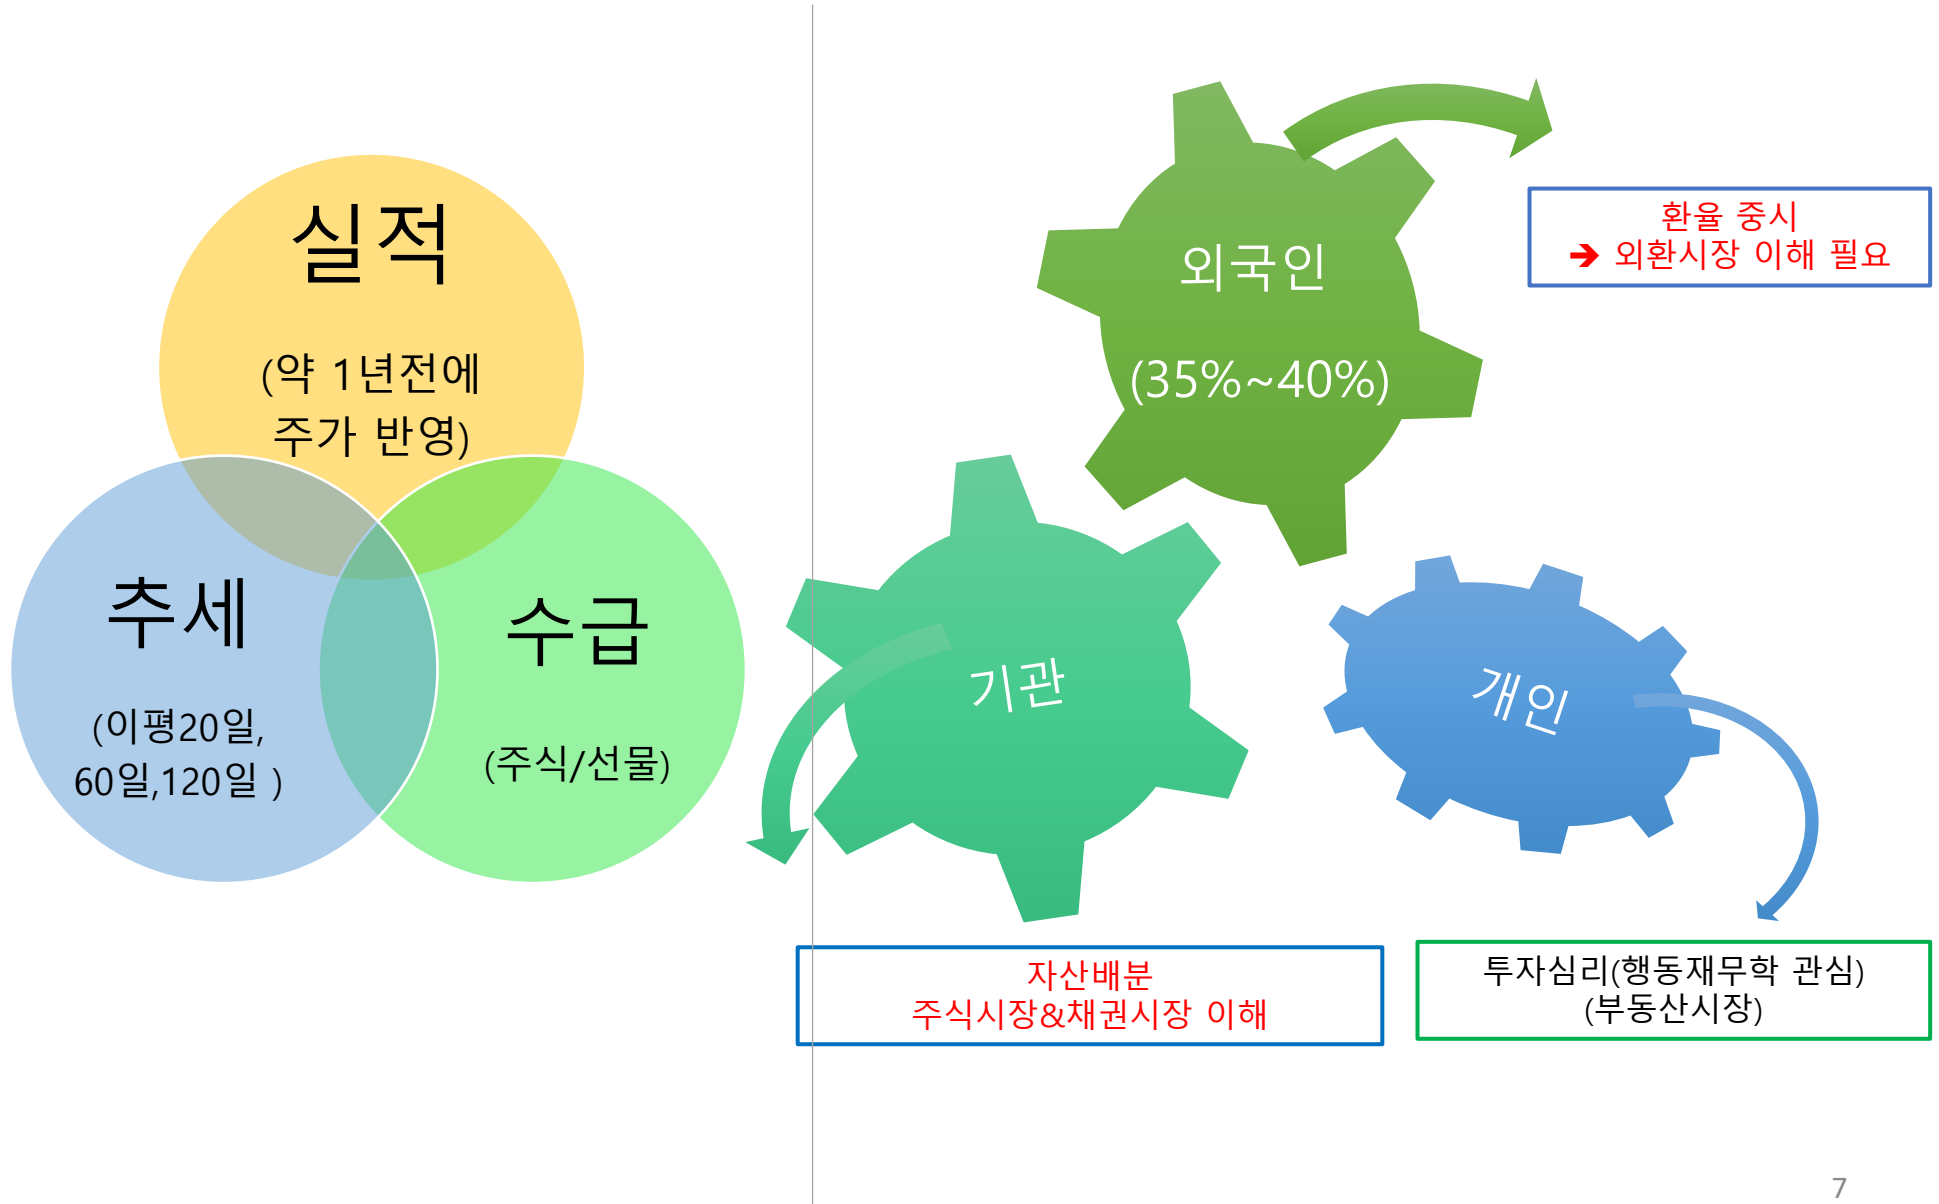 실적
(약 1년전에
주가 반영)
추세
(이평20일,
60일,120일 )
수급
(주식/선물)
외국인
(35%~40%)
환율 중시
➔ 외환시장 이해 필요
기관
개인
자산배분
주식시장&채권시장 이해
투자심리(행동재무학 관심)
(부동산시장)
7